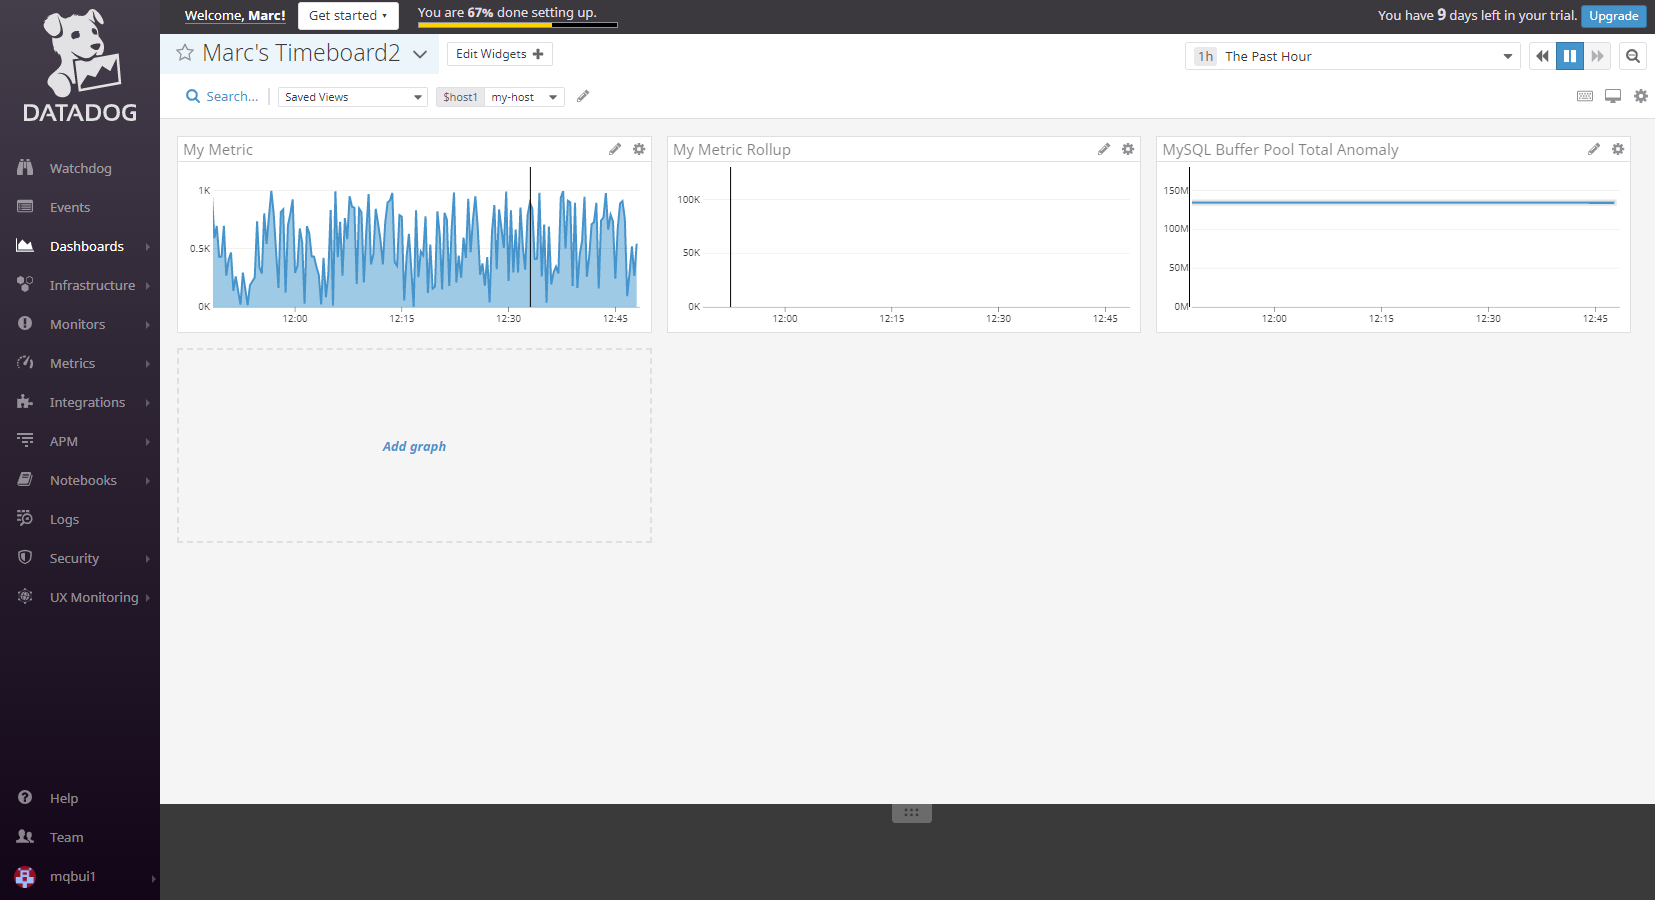 Welcome, Marc!
Get started
You are 67% done setting up.
You have 9 days left in your trial.
Upgrade
DATADOG
Watchdog
Events
Dashboards
Infrastructure
Monitors
Metrics
Integrations
APM
Notebooks
Logs
Security
UX Monitoring
Help
Team
mqbui1
Marc's Timeboard2
Edit Widgets
1h The Past Hour
Search...
Saved Views
$host1 my-host
My Metric
1K
0.5K
0K
12:00 12:15 12:30 12:45
My Metric Rollup
100K
50K
0K
12:00 12:15 12:30 12:45
MySQL Buffer Pool Total Anomaly
150M
100M
50M
0M
12:00 12:15 12:30 12:45
Add graph